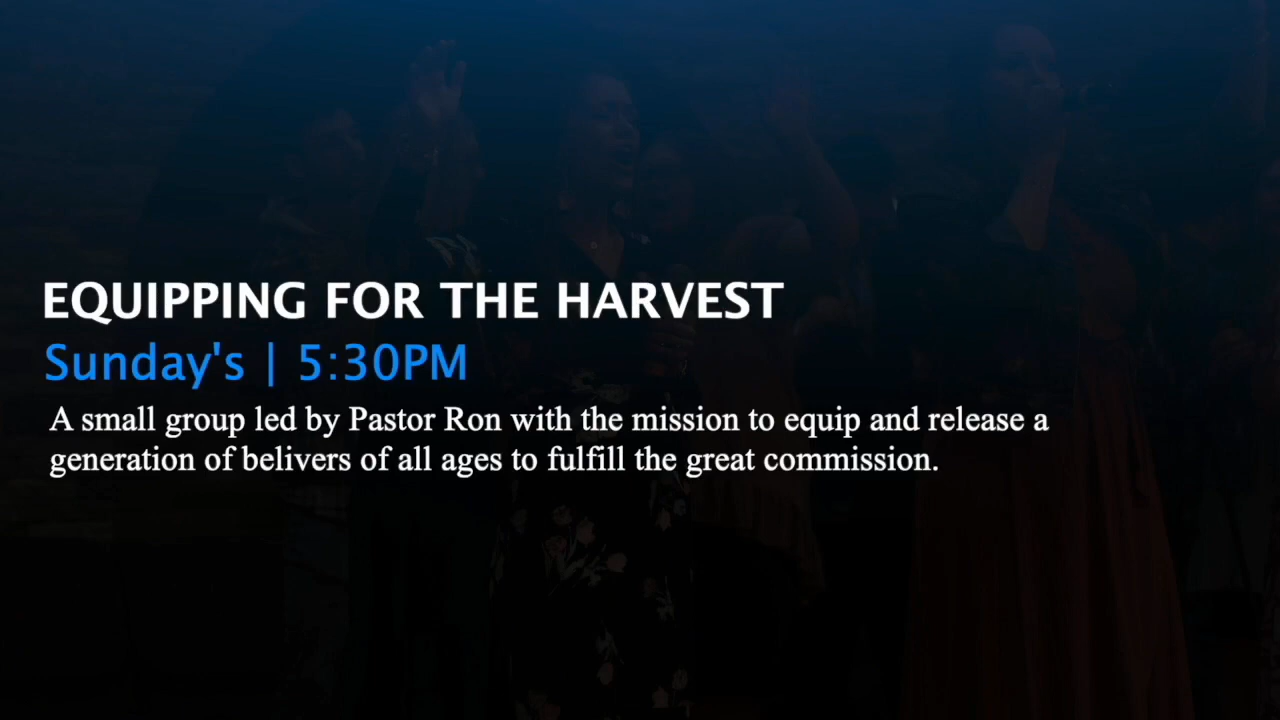 EQUIPPING FOR THE HARVEST
Sunday's | 5:30PM
A small group led by Pastor Ron with the mission to equip and release a
generation of belivers of all ages to fulfill the great commission.